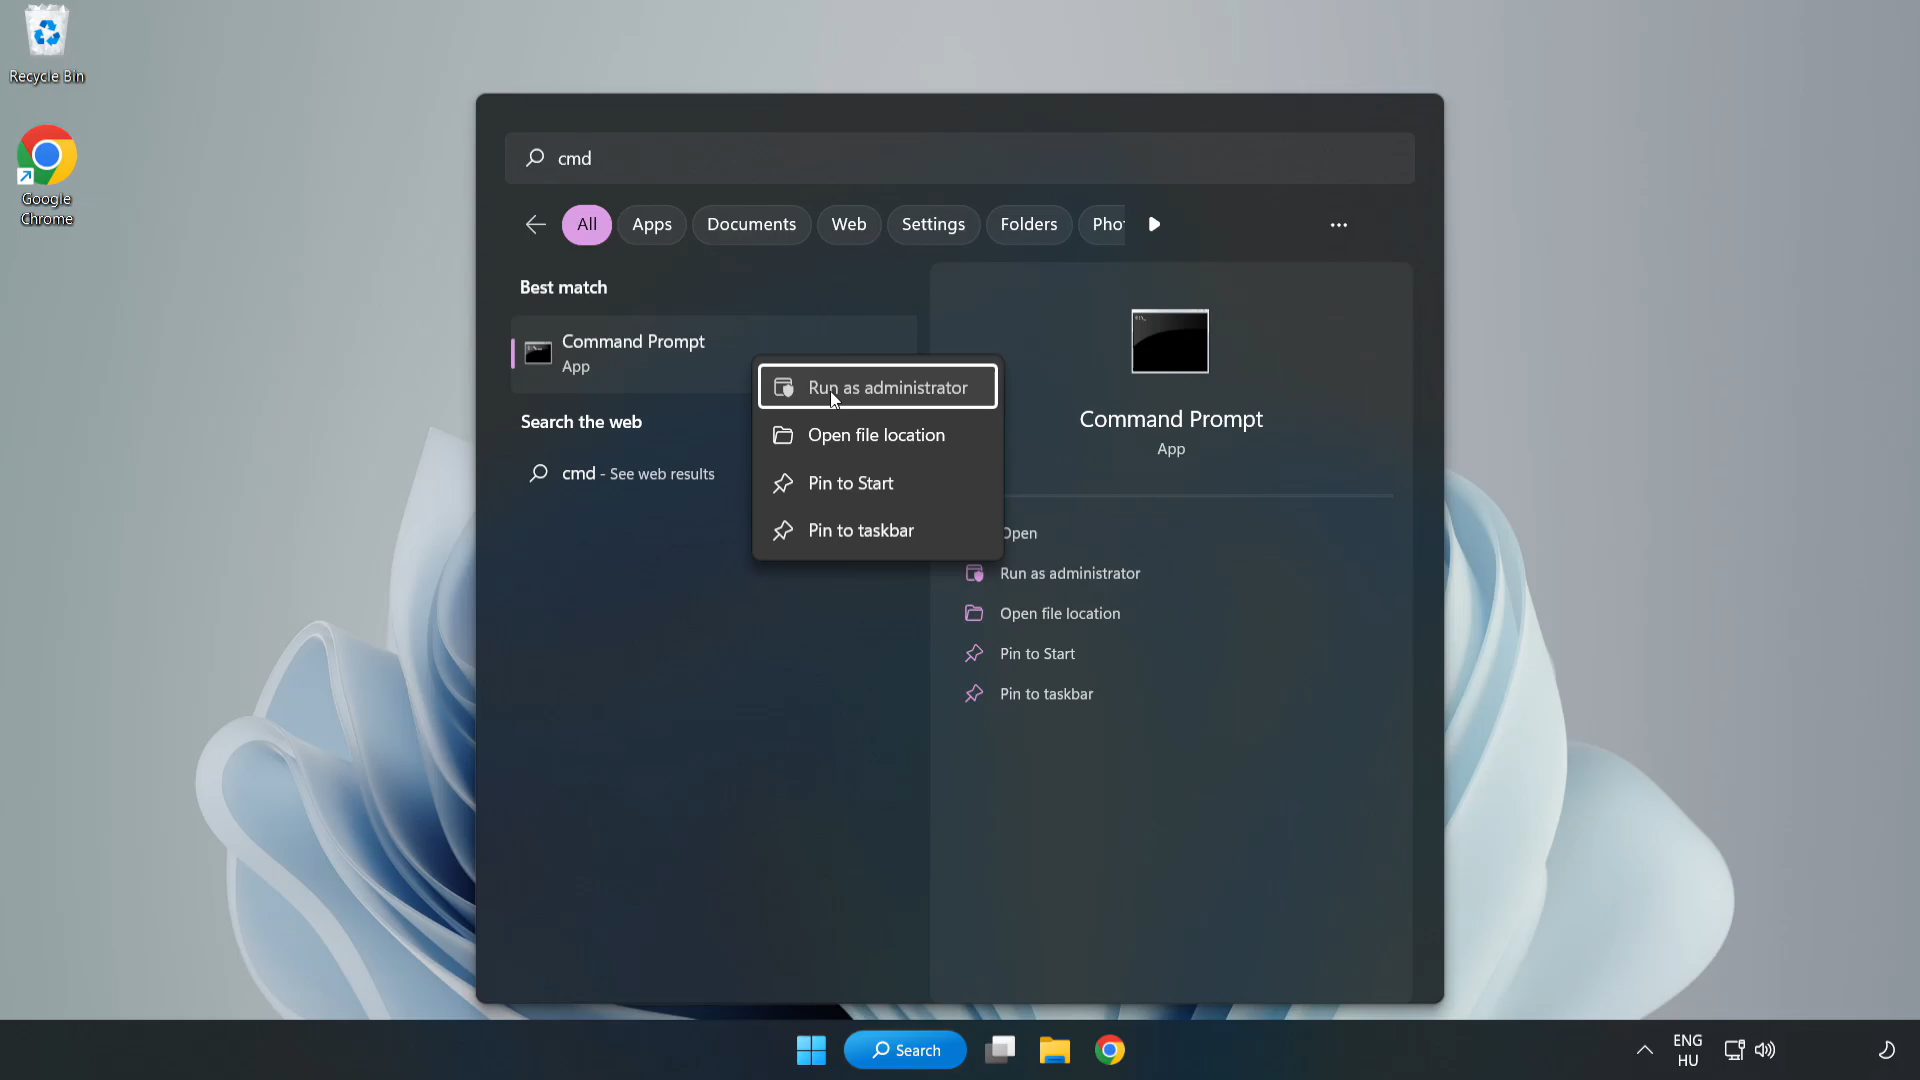 Recycle Bin
Google
Chrome
cmd
All
Apps
Documents
Web
Settings
Folders
Pho
Best match
Command Prompt
App
Search the web
cmd - See web results
Run as administrator
Open file location
Pin to Start
Pin to taskbar
Command Prompt
App
Open
Run as administrator
Open file location
Pin to Start
Pin to taskbar
Search
ENG
HU